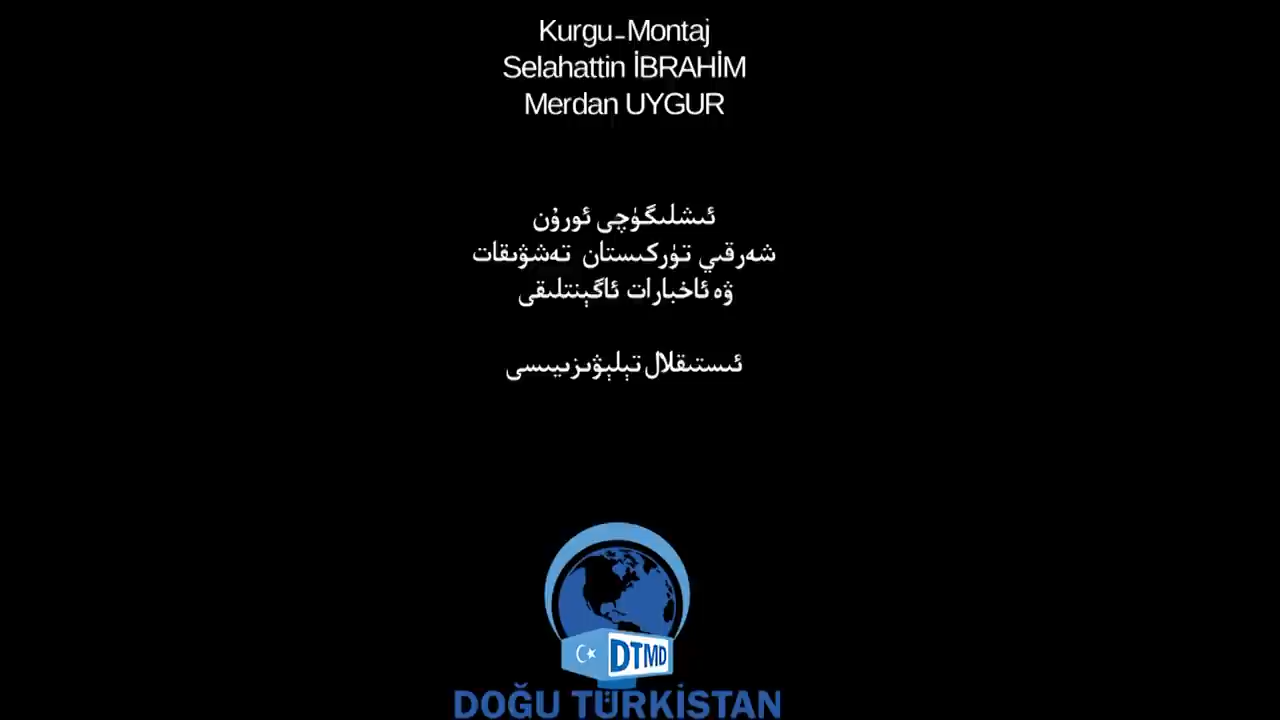 Kurgu-Montaj
Selahattin İBRAHİM
Merdan UYGUR
ئىشلىگۈچى ئورۇن
شەرقىي تۈركىستان تەشۋىقات
ۋە ئاخبارات ئاگېنتلىقى
ئىستىقلال تېلېۋىزىيىسى
DTMD
DOĞU TÜRKİSTAN